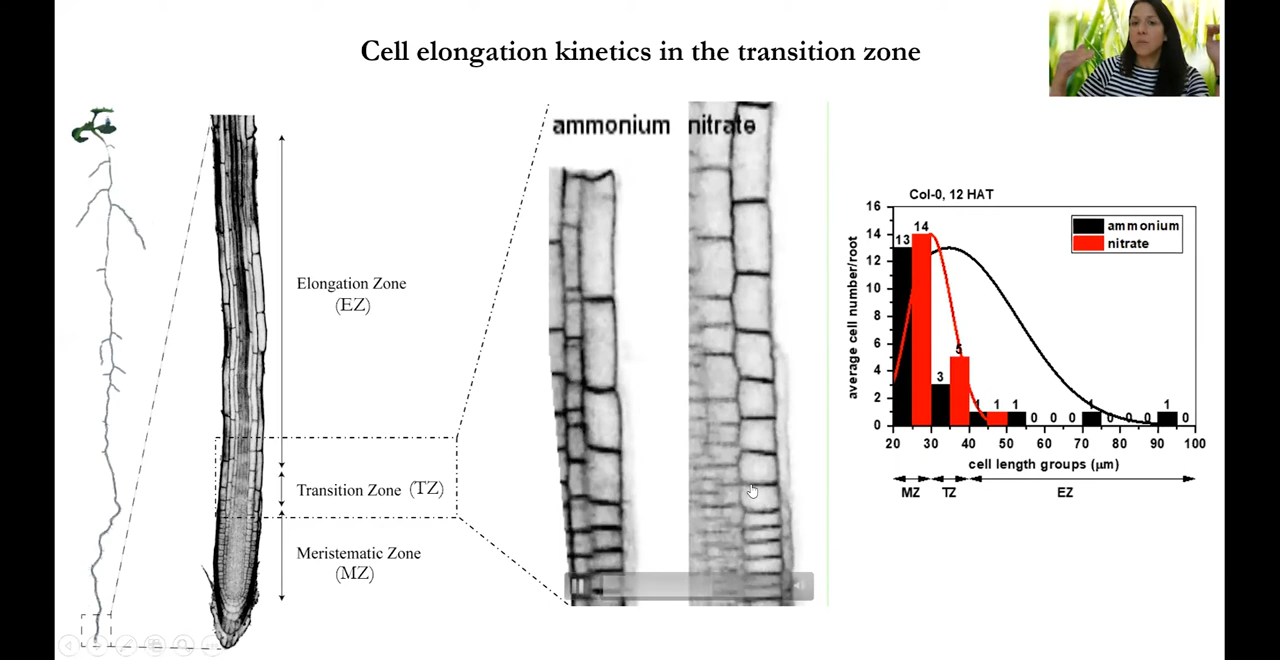 Cell elongation kinetics in the transition zone
Elongation Zone
(EZ)
Transition Zone (TZ)
Meristematic Zone
(MZ)
ammonium
nitrate
Col-0, 12 HAT
ammonium
nitrate
average cell number/root
16
14
12
10
8
6
4
2
0
13
14
3
5
1
1
1
0
0
0
1
0
0
0
1
0
20 30 40 50 60 70 80 90 100
cell length groups (μm)
MZ TZ EZ